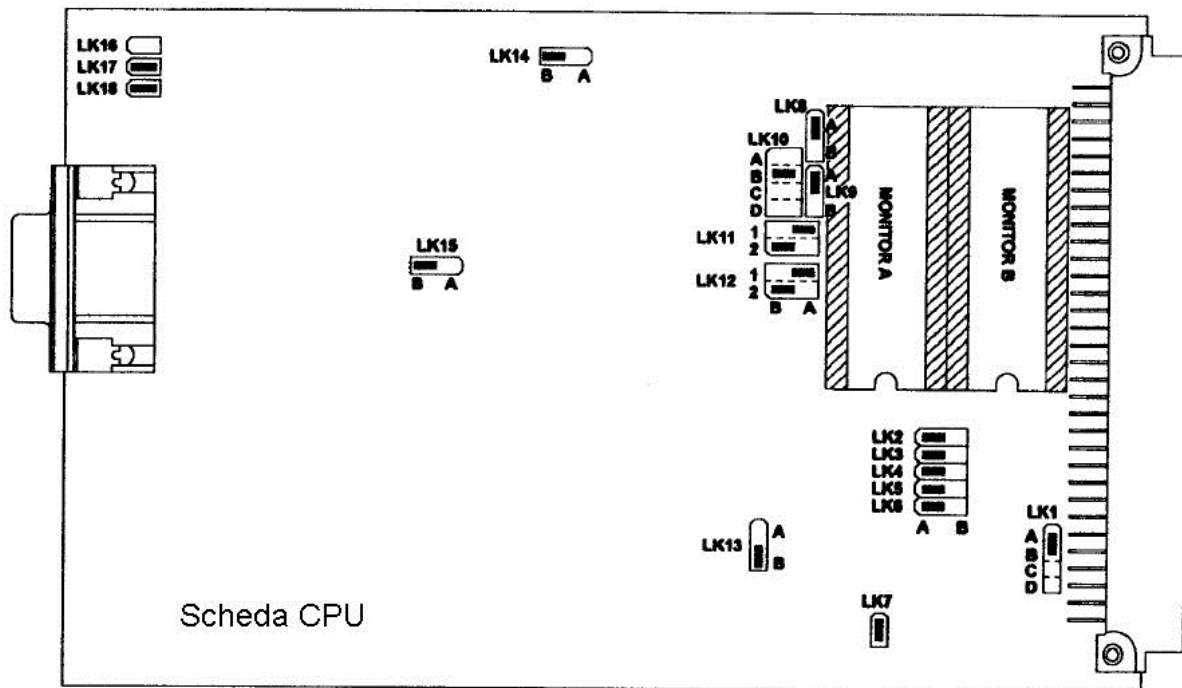 LK16
LK17
LK18
LK14
B A
LK8
A
B
LK10
A
B
C
D
A
LK9
B
LK11
1
2
LK12
1
2
B A
MONITOR A
MONITOR B
LK15
B A
LK2
LK3
LK4
LK5
LK6
A B
LK1
A
B
C
D
LK13
A
B
LK7
Scheda CPU